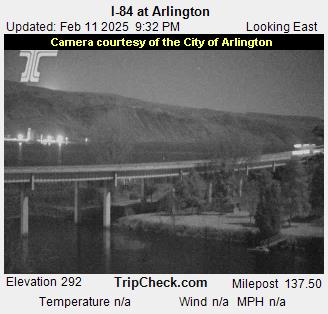 I-84 at Arlington
Updated: Feb 11 2025 9:32 PM Looking East
Camera courtesy of the City of Arlington
Elevation 292 TripCheck.com Milepost 137.50
Temperature n/a Wind n/a MPH n/a